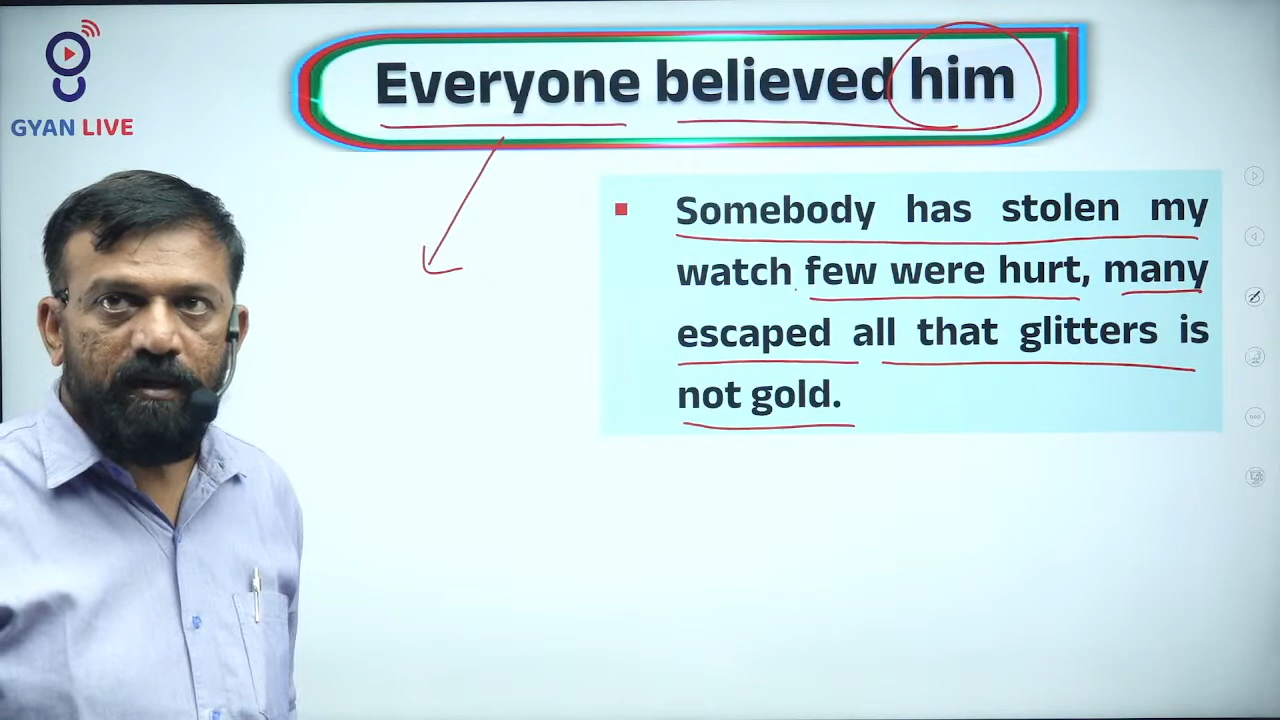 GYAN LIVE
Everyone believed him
Somebody has stolen my
watch few were hurt, many
escaped all that glitters is
not gold.